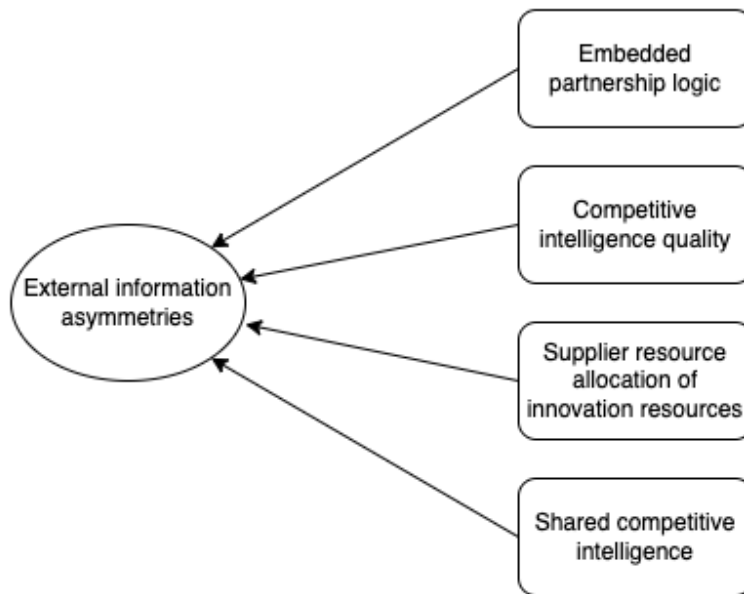 Embedded
partnership logic
Competitive
intelligence quality
External information
asymmetries
Supplier resource
allocation of
innovation resources
Shared competitive
intelligence